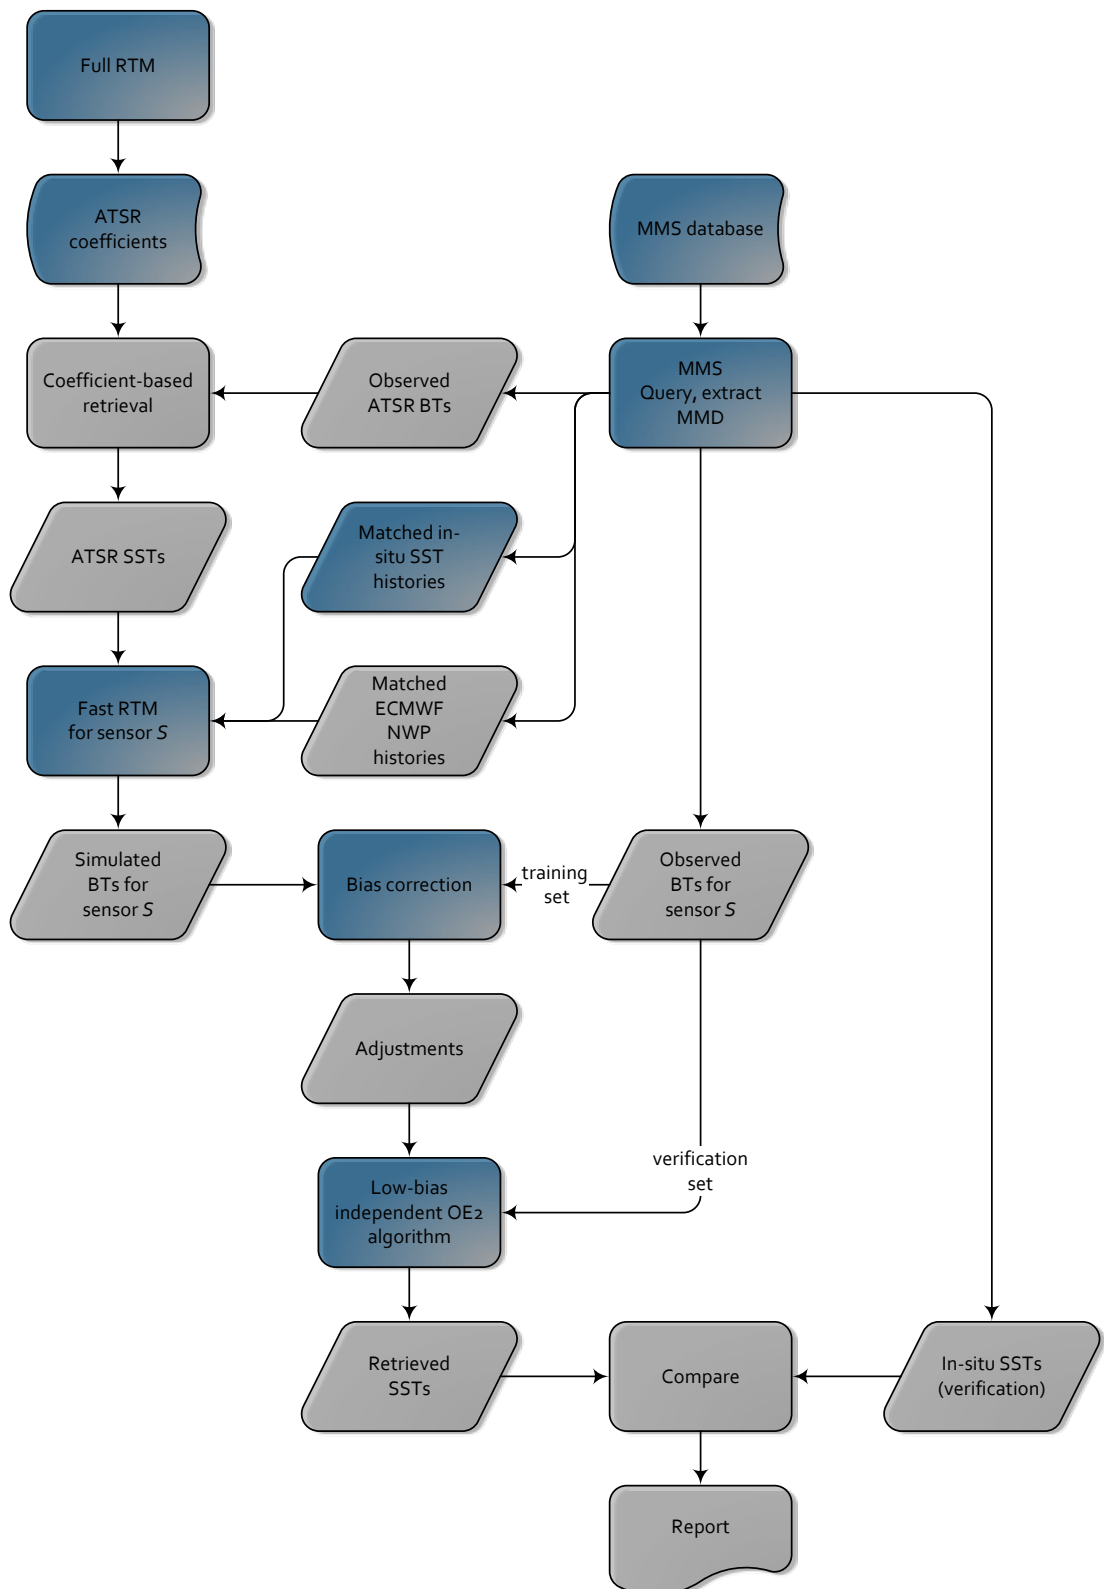 Full RTM
ATSR
coefficients
MMS database
Coefficient-based
retrieval
Observed
ATSR BTs
MMS
Query, extract
MMD
ATSR SSTs
Matched in-
situ SST
histories
Fast RTM
for sensor S
Matched
ECMWF
NWP
histories
Simulated
BTs for
sensor S
Bias correction
training
set
Observed
BTs for
sensor S
Adjustments
verification
set
Low-bias
independent OE2
algorithm
Retrieved
SSTs
Compare
In-situ SSTs
(verification)
Report